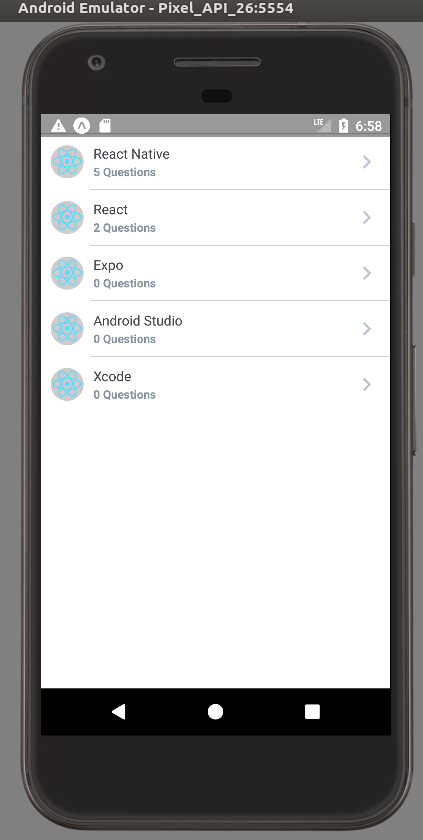 Android Emulator - Pixel_API_26:5554
LTE 6:58
React Native
5 Questions
React
2 Questions
Expo
0 Questions
Android Studio
0 Questions
Xcode
0 Questions